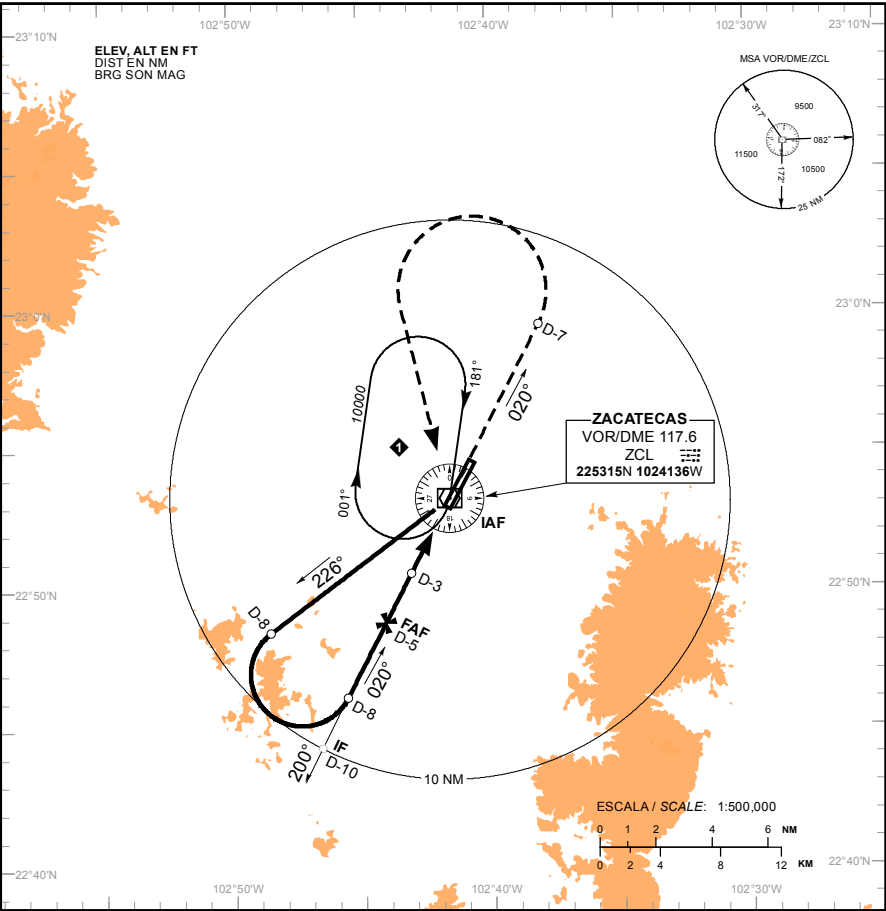 102°50'W
102°40'W
102°30'W
23°10'N
23°10'N
ELEV, ALT EN FT
DIST EN NM
BRG SON MAG
MSA VOR/DME/ZCL
317°
9500
082°
11500
10500
172°
25 NM
23°0'N
23°0'N
D-7
181°
10000
020°
1
ZACATECAS
VOR/DME 117.6
ZCL
225315N 1024136W
001°
0
27
9
18
IAF
226°
D-3
22°50'N
22°50'N
D-8
FAF
D-5
020°
D-8
IF
D-10
200°
10 NM
ESCALA / SCALE: 1:500,000
0 1 2 4 6 NM
0 2 4 8 12 KM
22°40'N
22°40'N
102°50'W
102°40'W
102°30'W